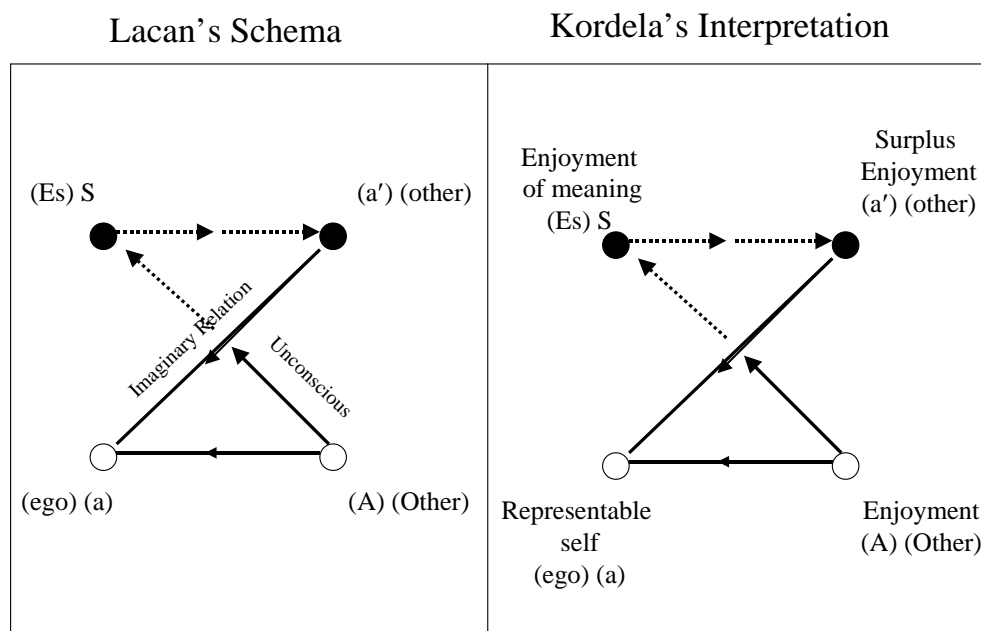 Lacan's Schema
Kordela's Interpretation
(Es) S
(a′) (other)
Imaginary Relation
Unconscious
(ego) (a)
(A) (Other)
Enjoyment
of meaning
(Es) S
Surplus
Enjoyment
(a′) (other)
Representable
self
(ego) (a)
Enjoyment
(A) (Other)